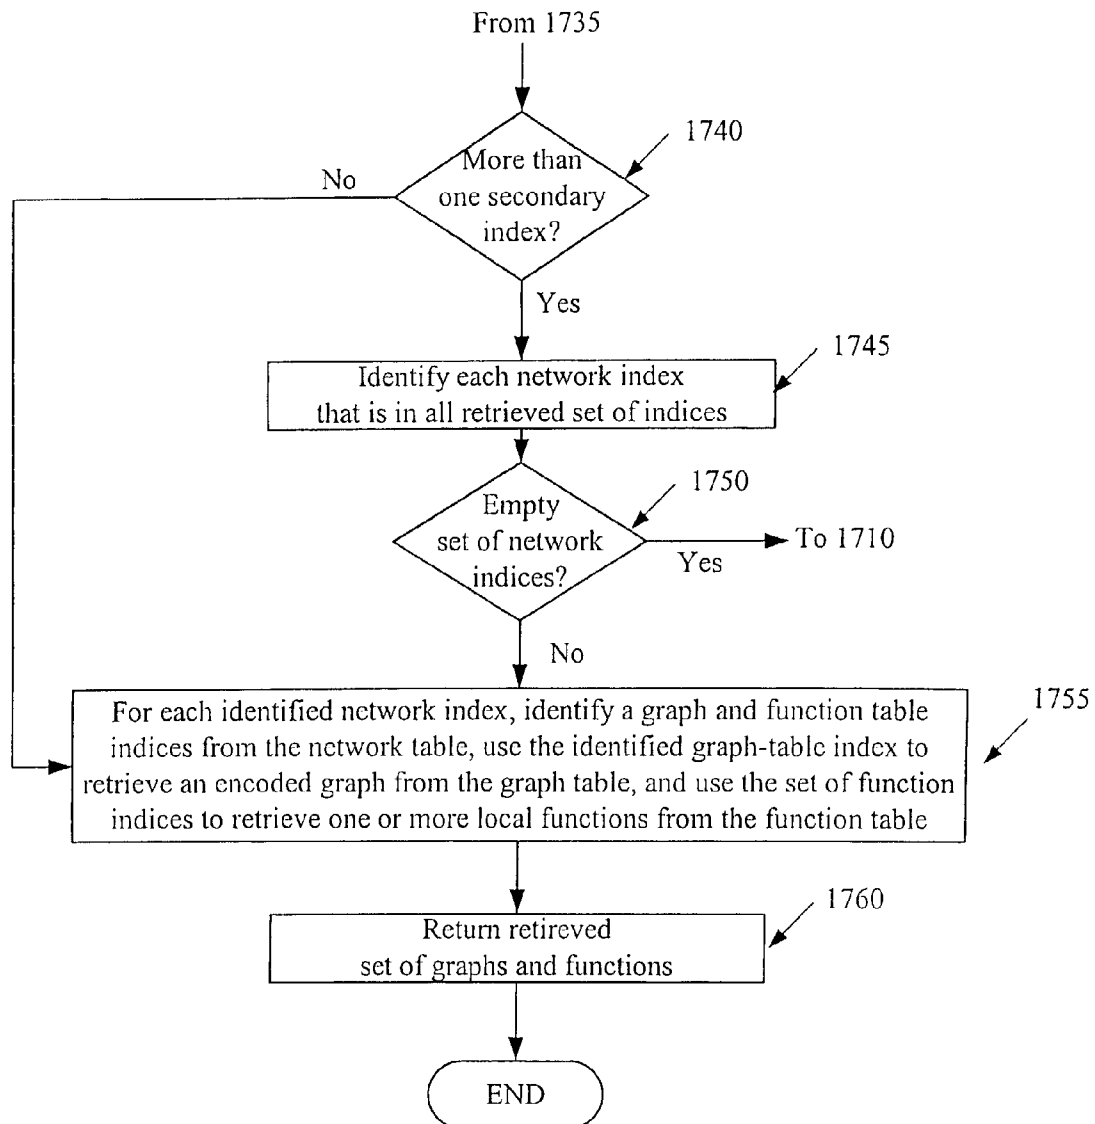 From 1735
1740
More than
one secondary
index?
No
Yes
1745
Identify each network index
that is in all retrieved set of indices
1750
Empty
set of network
indices?
To 1710
Yes
No
1755
For each identified network index, identify a graph and function table
indices from the network table, use the identified graph-table index to
retrieve an encoded graph from the graph table, and use the set of function
indices to retrieve one or more local functions from the function table
1760
Return retireved
set of graphs and functions
END